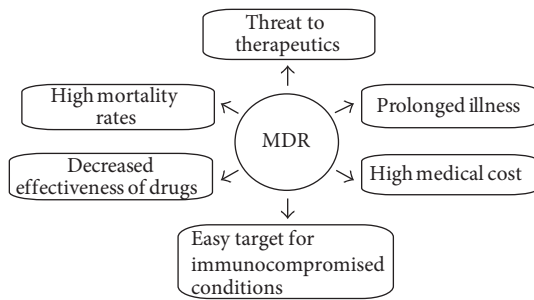 Threat to
therapeutics
High mortality
rates
Prolonged illness
MDR
Decreased
effectiveness of drugs
High medical cost
Easy target for
immunocompromised
conditions